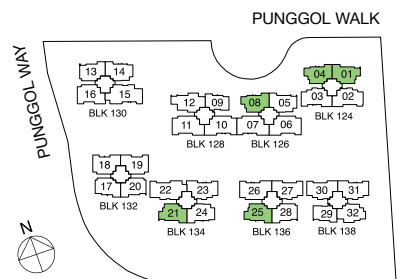 PUNGGOL WALK
PUNGGOL WAY
13 14
16 15
BLK 130
04 01
03 02
BLK 124
12 09
11 10
BLK 128
08 05
07 06
BLK 126
18 19
17 20
BLK 132
22 23
21 24
BLK 134
26 27
25 28
BLK 136
30 31
29 32
BLK 138
N